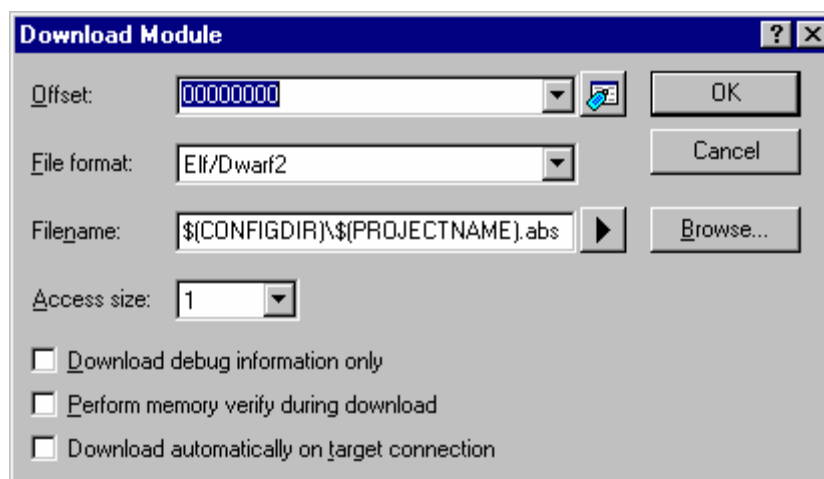 Download Module
Offset: 00000000 OK
File format: Elf/Dwarf2 Cancel
Filename: $(CONFIGDIR)\$(PROJECTNAME).abs Browse...
Access size: 1
Download debug information only
Perform memory verify during download
Download automatically on target connection